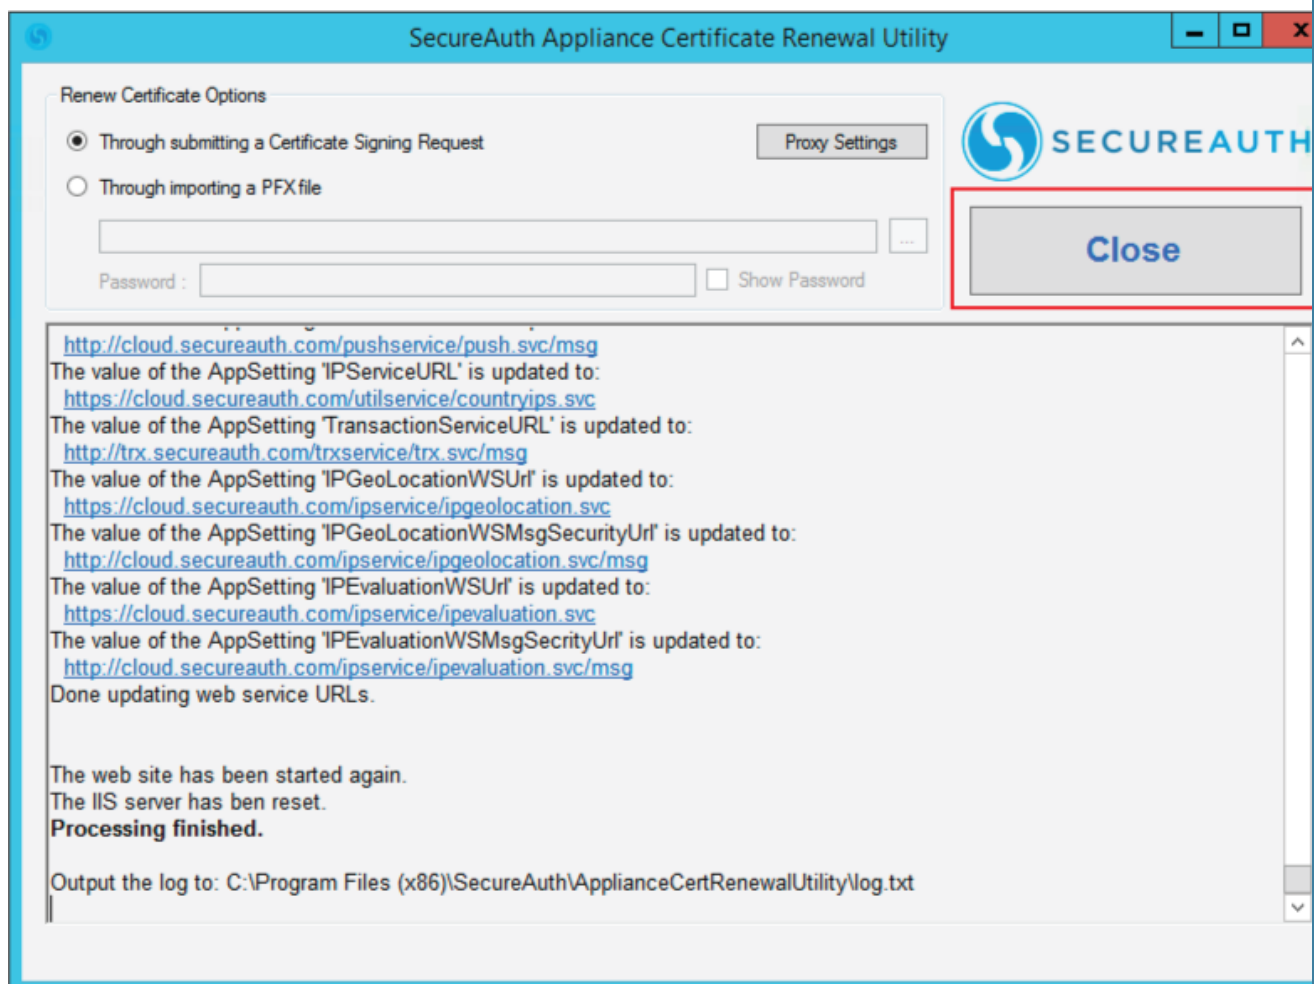 SecureAuth Appliance Certificate Renewal Utility
Renew Certificate Options
Through submitting a Certificate Signing Request
Proxy Settings
SECUREAUTH
Through importing a PFX file
...
Close
Password :
Show Password
http://cloud.secureauth.com/pushservice/push.svc/msg
The value of the AppSetting 'IPServiceURL' is updated to:
https://cloud.secureauth.com/utilservice/countryips.svc
The value of the AppSetting 'TransactionServiceURL' is updated to:
http://trx.secureauth.com/trxservice/trx.svc/msg
The value of the AppSetting 'IPGeoLocationWSUrl' is updated to:
https://cloud.secureauth.com/ipservice/ipgeolocation.svc
The value of the AppSetting 'IPGeoLocationWSMsgSecurityUrl' is updated to:
http://cloud.secureauth.com/ipservice/ipgeolocation.svc/msg
The value of the AppSetting 'IPEvaluationWSUrl' is updated to:
https://cloud.secureauth.com/ipservice/ipevaluation.svc
The value of the AppSetting 'IPEvaluationWSMsgSecrityUrl' is updated to:
http://cloud.secureauth.com/ipservice/ipevaluation.svc/msg
Done updating web service URLs.
The web site has been started again.
The IIS server has ben reset.
Processing finished.
Output the log to: C:\Program Files (x86)\SecureAuth\ApplianceCertRenewalUtility\log.txt